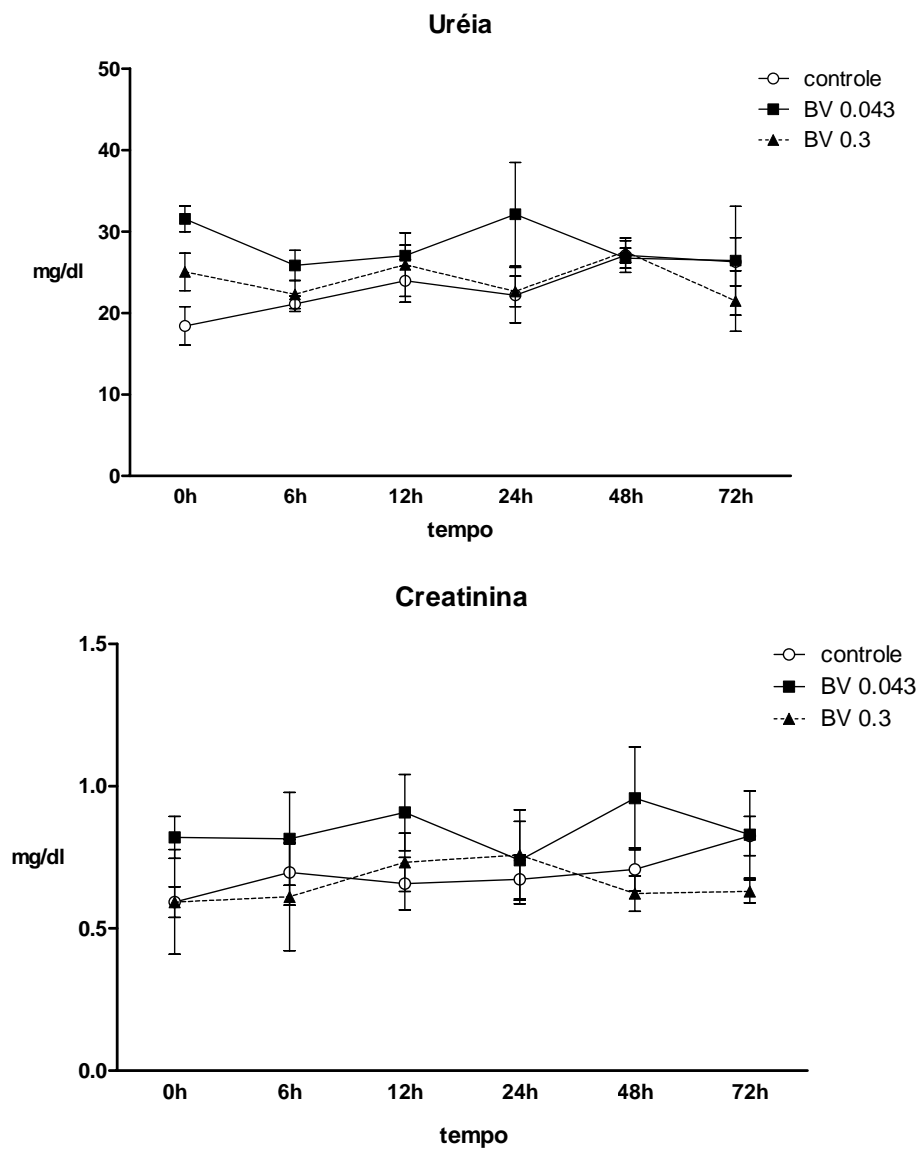 Uréia
50
40
30
20
10
0
mg/dl
controle
BV 0.043
BV 0.3
0h 6h 12h 24h 48h 72h
tempo
Creatinina
1.5
1.0
0.5
0.0
mg/dl
controle
BV 0.043
BV 0.3
0h 6h 12h 24h 48h 72h
tempo